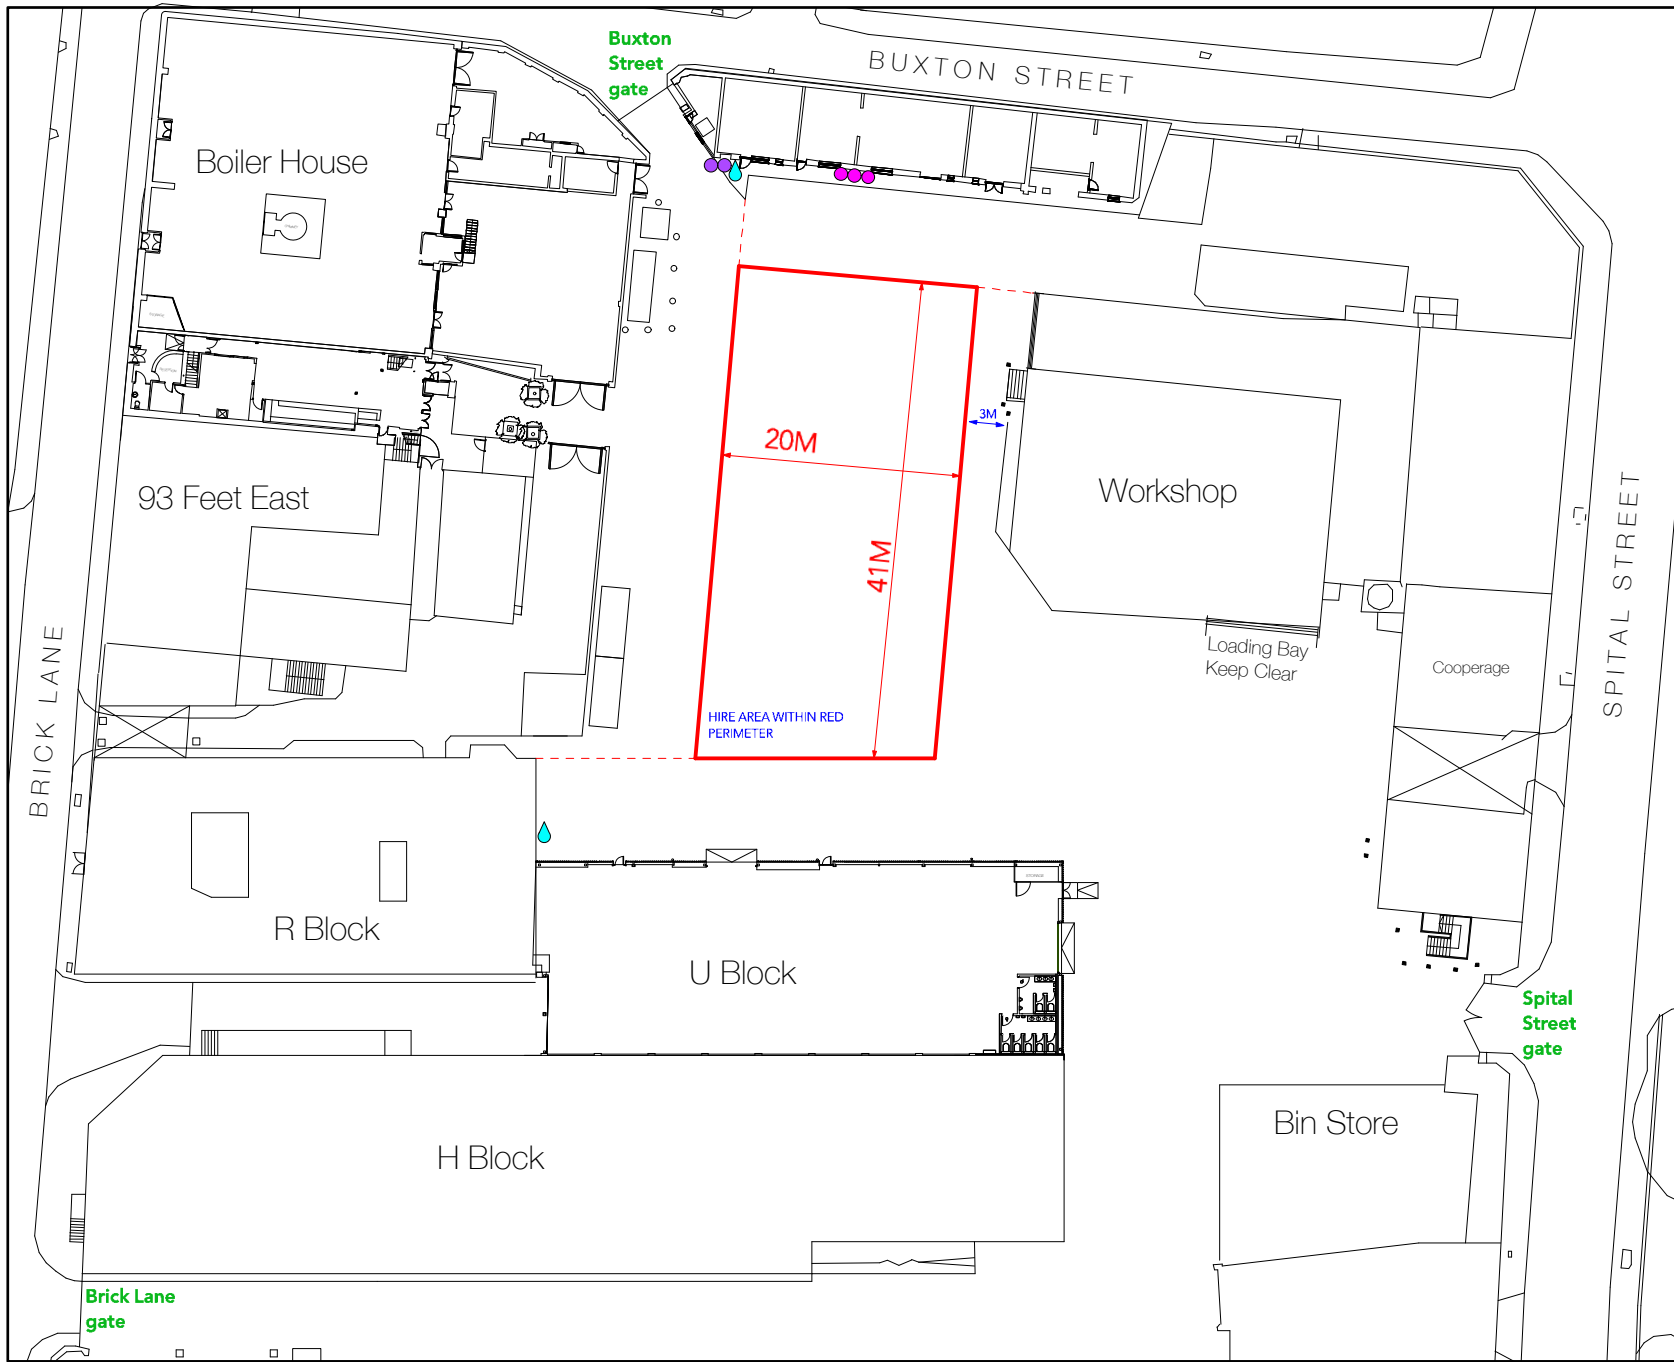 Buxton
Street
gate
BUXTON STREET
Boiler House
20M
3M
93 Feet East
Workshop
41M
SPITAL STREET
BRICK LANE
Loading Bay
Keep Clear
Cooperage
HIRE AREA WITHIN RED
PERIMETER
R Block
U Block
Spital
Street
gate
Bin Store
H Block
Brick Lane
gate